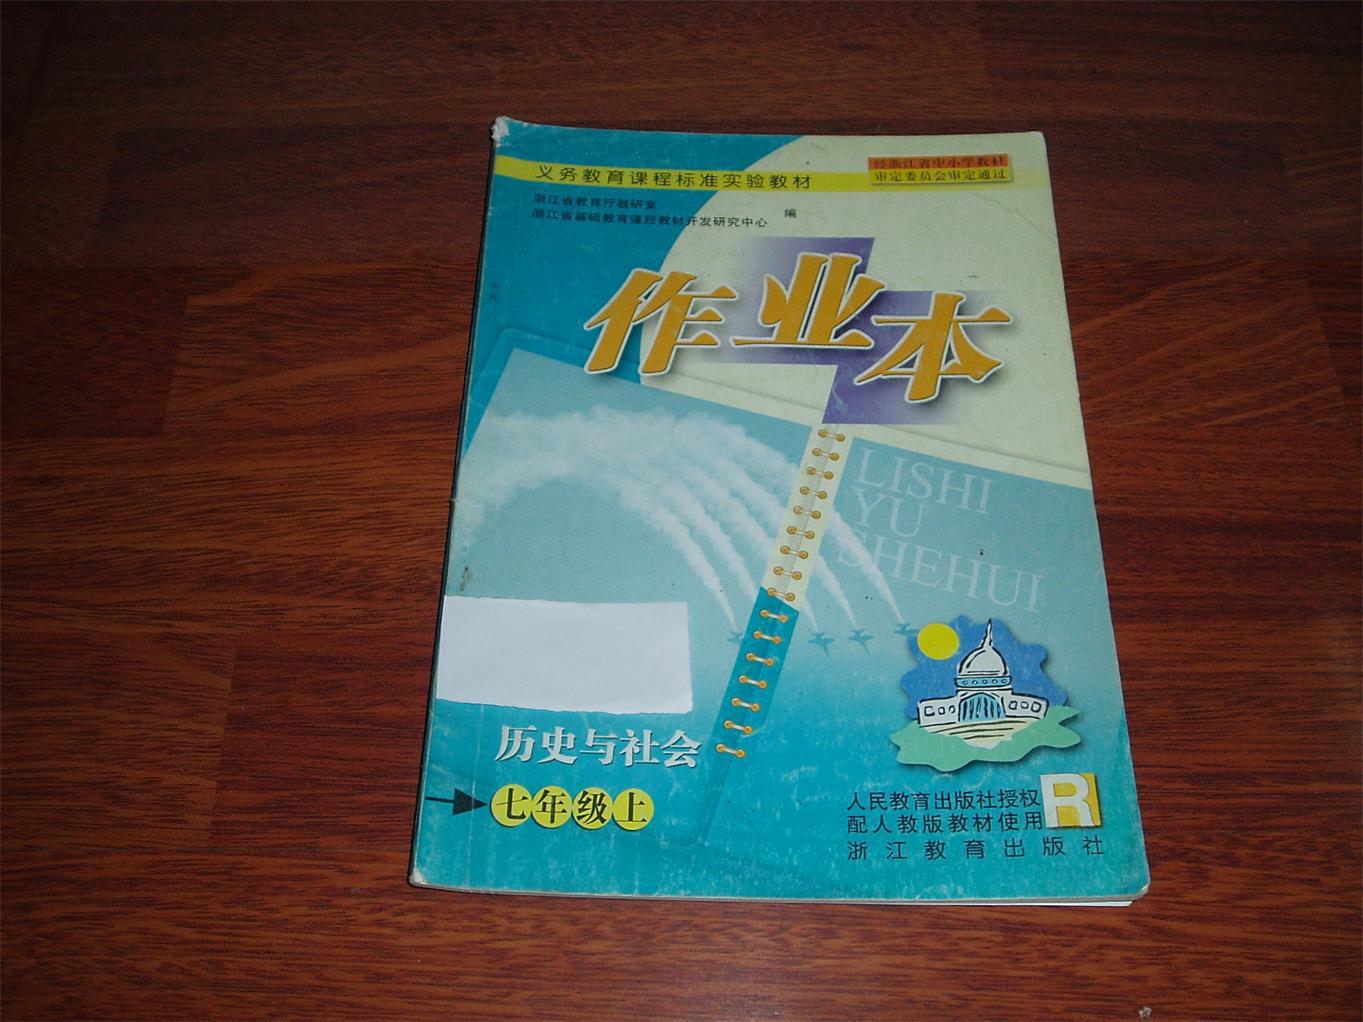 义务教育课程标准实验教材
经浙江省中小学教材
审定委员会审定通过
浙江省教育厅教研室
浙江省基础教育课程教材开发研究中心
编
作业本
LISHI
YU
SHEHUI
历史与社会
七年级上
人民教育出版社授权
配人教版教材使用
R
浙江教育出版社